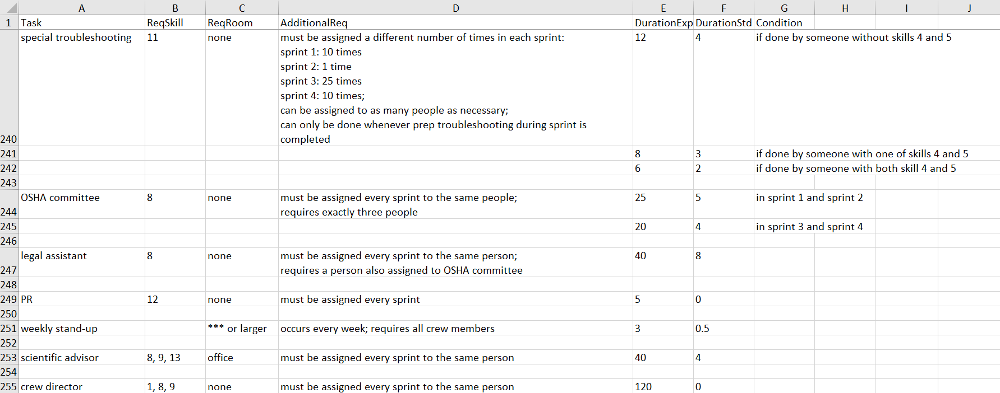 A B C D E F G H I J
1 Task ReqSkill ReqRoom AdditionalReq DurationExp DurationStd Condition
special troubleshooting 11 none must be assigned a different number of times in each sprint: 12 4 if done by someone without skills 4 and 5
sprint 1: 10 times
sprint 2: 1 time
sprint 3: 25 times
sprint 4: 10 times;
can be assigned to as many people as necessary;
can only be done whenever prep troubleshooting during sprint is
240 completed
241 8 3 if done by someone with one of skills 4 and 5
242 6 2 if done by someone with both skill 4 and 5
243
OSHA committee 8 none must be assigned every sprint to the same people; 25 5 in sprint 1 and sprint 2
244 requires exactly three people
245 20 4 in sprint 3 and sprint 4
246
legal assistant 8 none must be assigned every sprint to the same person; 40 8
247 requires a person also assigned to OSHA committee
248
249 PR 12 none must be assigned every sprint 5 0
250
251 weekly stand-up *** or larger occurs every week; requires all crew members 3 0.5
252
253 scientific advisor 8, 9, 13 office must be assigned every sprint to the same person 40 4
254
255 crew director 1, 8, 9 none must be assigned every sprint to the same person 120 0